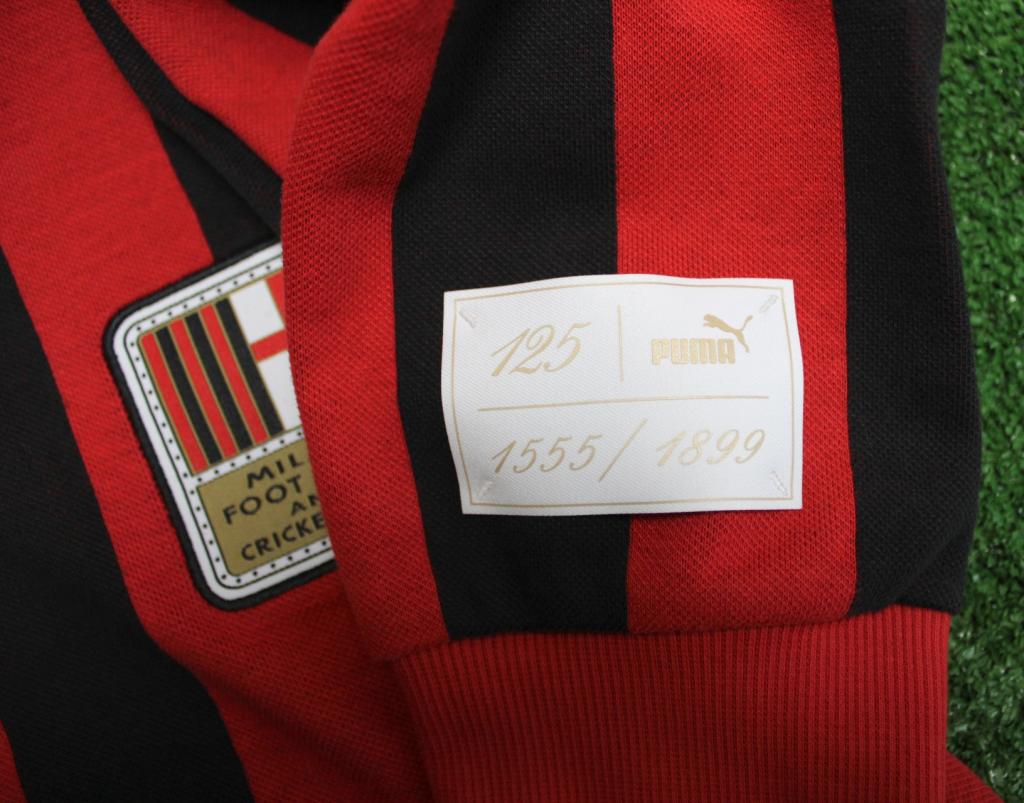 125 | PUMA
1555 / 1899
MIL
FOOT
AN
CRICKE